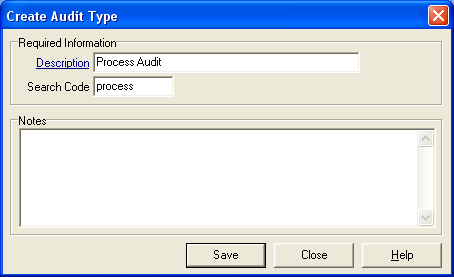 Create Audit Type
Required Information
Description Process Audit
Search Code process
Notes
Save Close Help